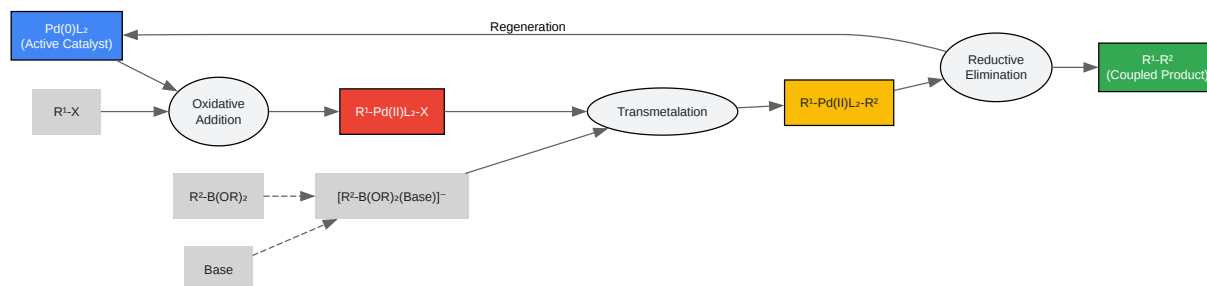 Pd(0)L₂
(Active Catalyst)
Regeneration
Reductive
Elimination
R¹-R²
(Coupled Product)
R¹-X
Oxidative
Addition
R¹-Pd(II)L₂-X
Transmetalation
R¹-Pd(II)L₂-R²
R²-B(OR)₂
[R²-B(OR)₂(Base)]⁻
Base